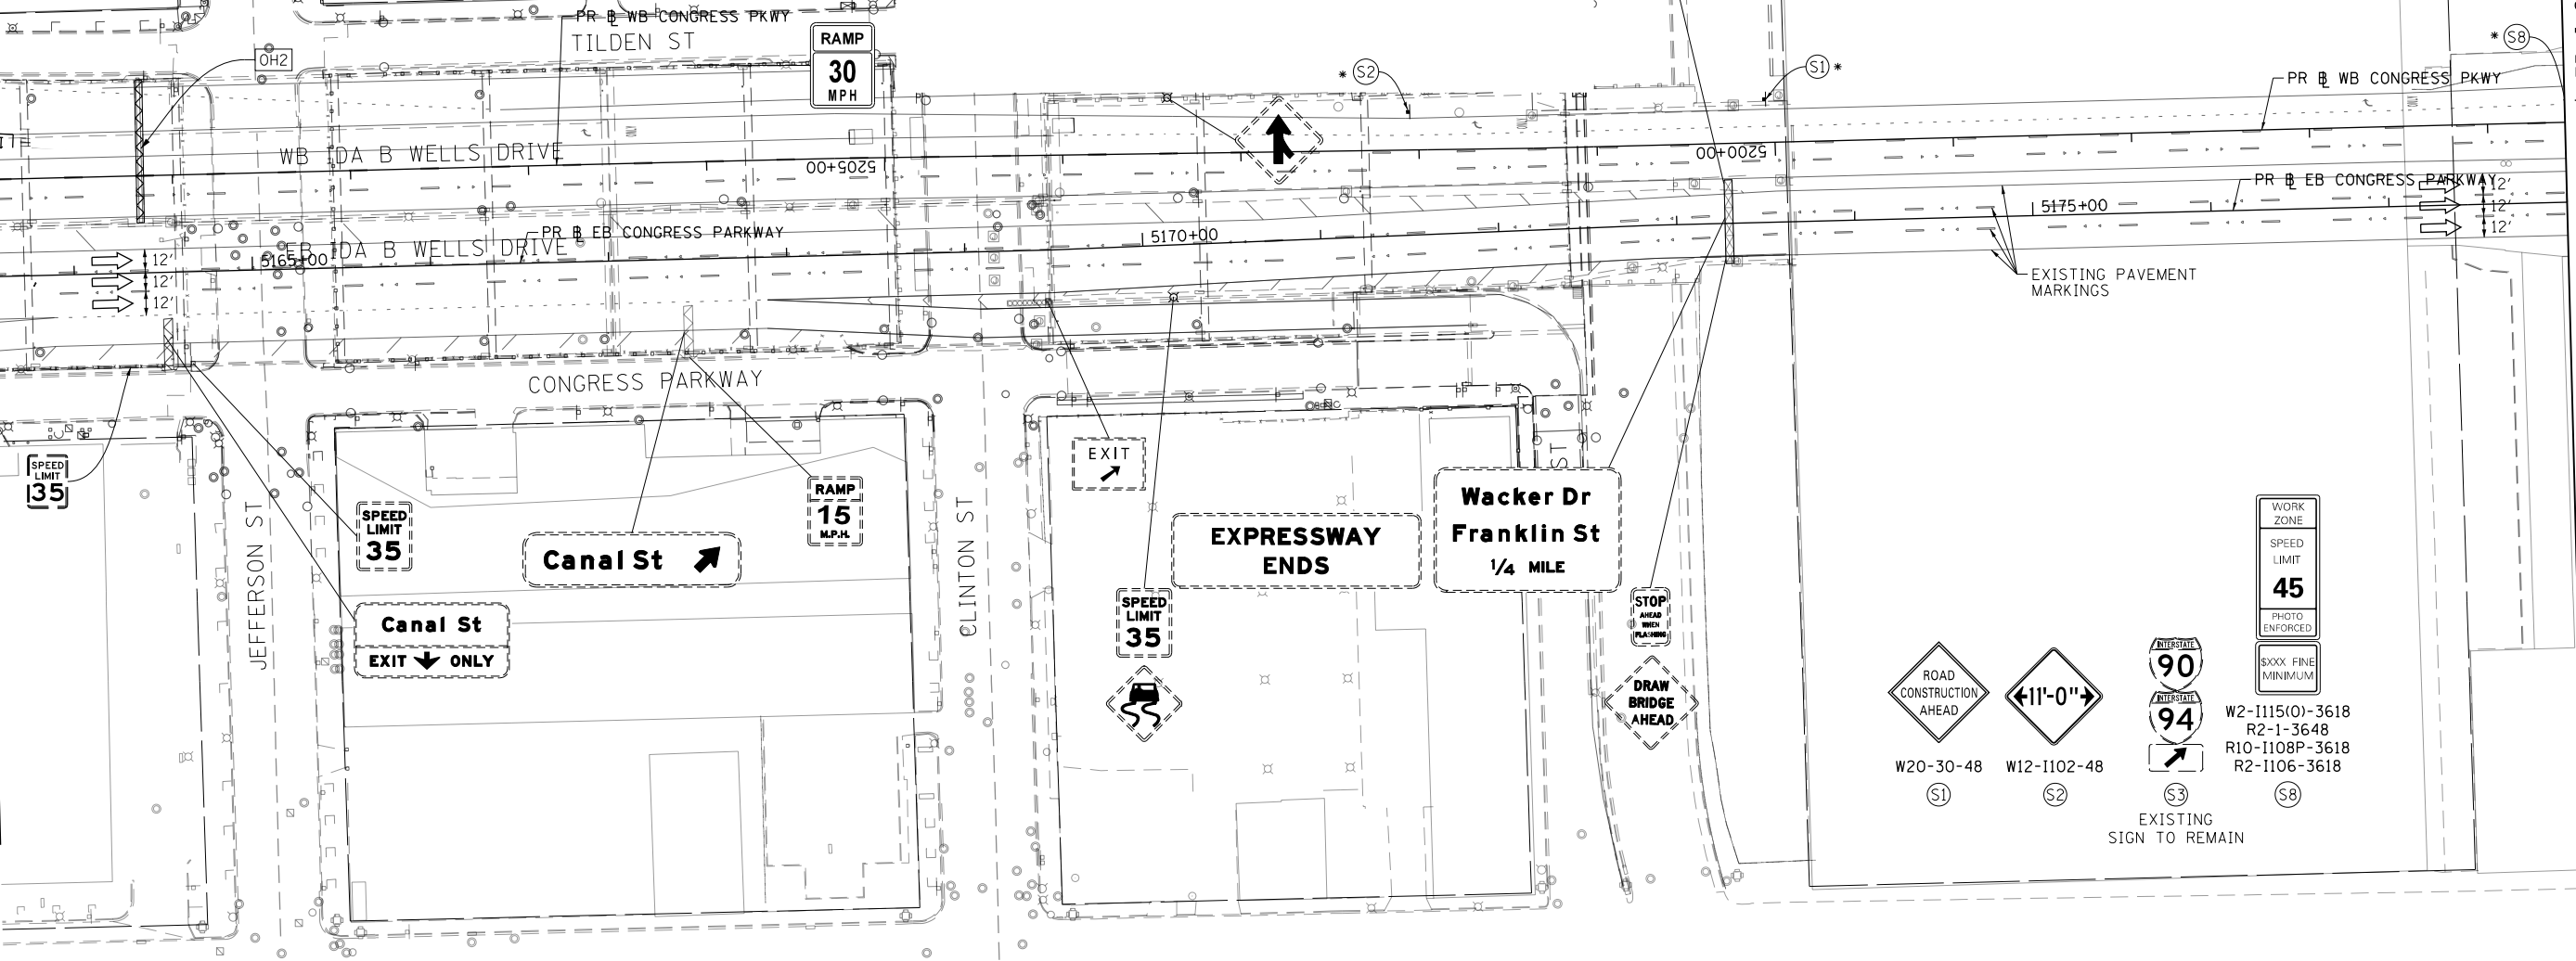 PR BL WB CONGRESS PKWY
TILDEN ST
RAMP
30
MPH
OH2
* S2
S1 *
* S8
PR BL WB CONGRESS PKWY
WB IDA B WELLS DRIVE
5205+00
5200+00
PR BL EB CONGRESS PARKWAY
12'
12'
12'
5175+00
EB IDA B WELLS DRIVE
PR BL EB CONGRESS PARKWAY
5170+00
5165+00
12'
12'
12'
EXISTING PAVEMENT
MARKINGS
CONGRESS PARKWAY
SPEED
LIMIT
35
JEFFERSON ST
SPEED
LIMIT
35
Canal St
RAMP
15
M.P.H.
CLINTON ST
EXIT
EXPRESSWAY
ENDS
ST
Wacker Dr
Franklin St
1/4 MILE
Canal St
EXIT ONLY
SPEED
LIMIT
35
STOP
AHEAD
WHEN
FLASHING
DRAW
BRIDGE
AHEAD
ROAD
CONSTRUCTION
AHEAD
W20-30-48
S1
11'-0"
W12-I102-48
S2
INTERSTATE
90
INTERSTATE
94
S3
EXISTING
SIGN TO REMAIN
WORK
ZONE
SPEED
LIMIT
45
PHOTO
ENFORCED
$XXX FINE
MINIMUM
W2-I115(O)-3618
R2-1-3648
R10-I108P-3618
R2-I106-3618
S8